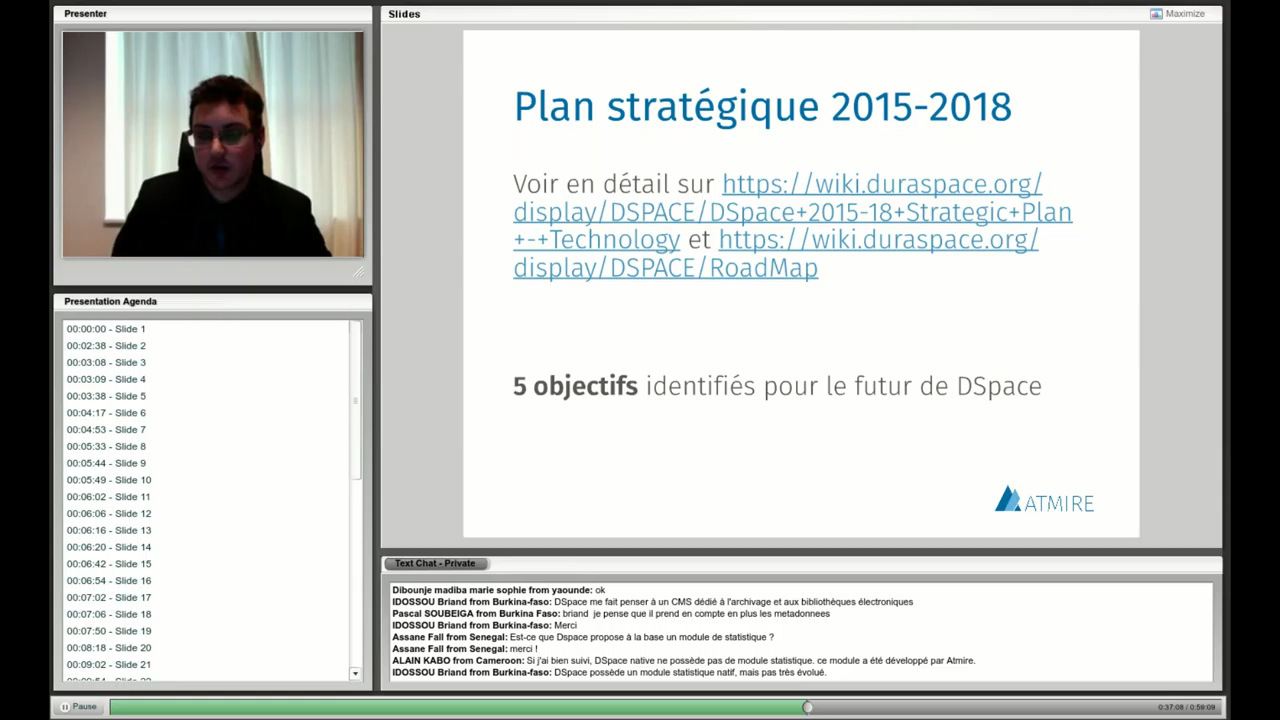 Presenter
Slides
Maximize
Plan stratégique 2015-2018
Voir en détail sur https://wiki.duraspace.org/
display/DSPACE/DSpace+2015-18+Strategic+Plan
+-+Technology et https://wiki.duraspace.org/
display/DSPACE/RoadMap
5 objectifs identifiés pour le futur de DSpace
ATMIRE
Presentation Agenda
00:00:00 - Slide 1
00:02:38 - Slide 2
00:03:08 - Slide 3
00:03:09 - Slide 4
00:03:38 - Slide 5
00:04:17 - Slide 6
00:04:53 - Slide 7
00:05:33 - Slide 8
00:05:44 - Slide 9
00:05:49 - Slide 10
00:06:02 - Slide 11
00:06:06 - Slide 12
00:06:16 - Slide 13
00:06:20 - Slide 14
00:06:42 - Slide 15
00:06:54 - Slide 16
00:07:02 - Slide 17
00:07:06 - Slide 18
00:07:50 - Slide 19
00:08:18 - Slide 20
00:09:02 - Slide 21
Text Chat - Private
Dibounje madiba marie sophie from yaounde: ok
IDOSSOU Briand from Burkina-faso: DSpace me fait penser à un CMS dédié à l'archivage et aux bibliothèques électroniques
Pascal SOUBEIGA from Burkina Faso: briand je pense que il prend en compte en plus les metadonnees
IDOSSOU Briand from Burkina-faso: Merci
Assane Fall from Senegal: Est-ce que Dspace propose à la base un module de statistique ?
Assane Fall from Senegal: merci !
ALAIN KABO from Cameroon: Si j'ai bien suivi, DSpace native ne possède pas de module statistique. ce module a été développé par Atmire.
IDOSSOU Briand from Burkina-faso: DSpace possède un module statistique natif, mais pas très évolué.
Pause
0:37:08 / 0:59:09